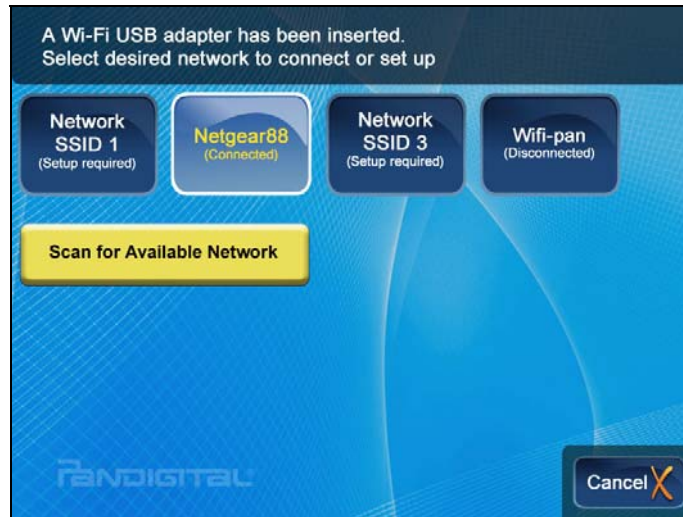 A Wi-Fi USB adapter has been inserted.
Select desired network to connect or set up
Network
SSID 1
(Setup required)
Netgear88
(Connected)
Network
SSID 3
(Setup required)
Wifi-pan
(Disconnected)
Scan for Available Network
PANDIGITAL
Cancel X